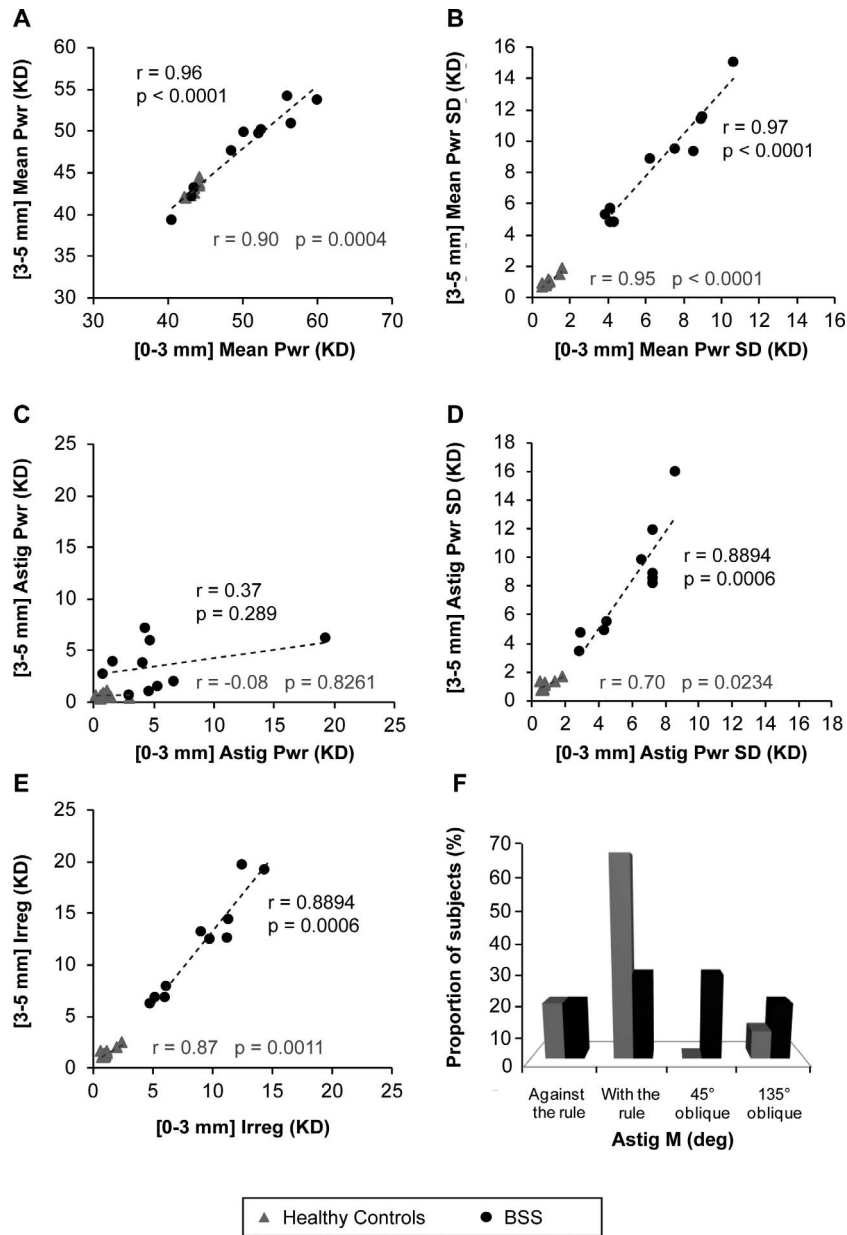 A
60
55
50
45
40
35
30
[3-5 mm] Mean Pwr (KD)
r = 0.96
p < 0.0001
r = 0.90 p = 0.0004
30 40 50 60 70
[0-3 mm] Mean Pwr (KD)
B
16
14
12
10
8
6
4
2
0
[3-5 mm] Mean Pwr SD (KD)
r = 0.97
p < 0.0001
r = 0.95 p < 0.0001
0 2 4 6 8 10 12 14 16
[0-3 mm] Mean Pwr SD (KD)
C
25
20
15
10
5
0
[3-5 mm] Astig Pwr (KD)
r = 0.37
p = 0.289
r = -0.08 p = 0.8261
0 5 10 15 20 25
[0-3 mm] Astig Pwr (KD)
D
18
16
14
12
10
8
6
4
2
0
[3-5 mm] Astig Pwr SD (KD)
r = 0.8894
p = 0.0006
r = 0.70 p = 0.0234
0 2 4 6 8 10 12 14 16 18
[0-3 mm] Astig Pwr SD (KD)
E
25
20
15
10
5
0
[3-5 mm] Irreg (KD)
r = 0.8894
p = 0.0006
r = 0.87 p = 0.0011
0 5 10 15 20 25
[0-3 mm] Irreg (KD)
F
70
60
50
40
30
20
10
0
Proportion of subjects (%)
Against the rule
With the rule
45° oblique
135° oblique
Astig M (deg)
Healthy Controls BSS